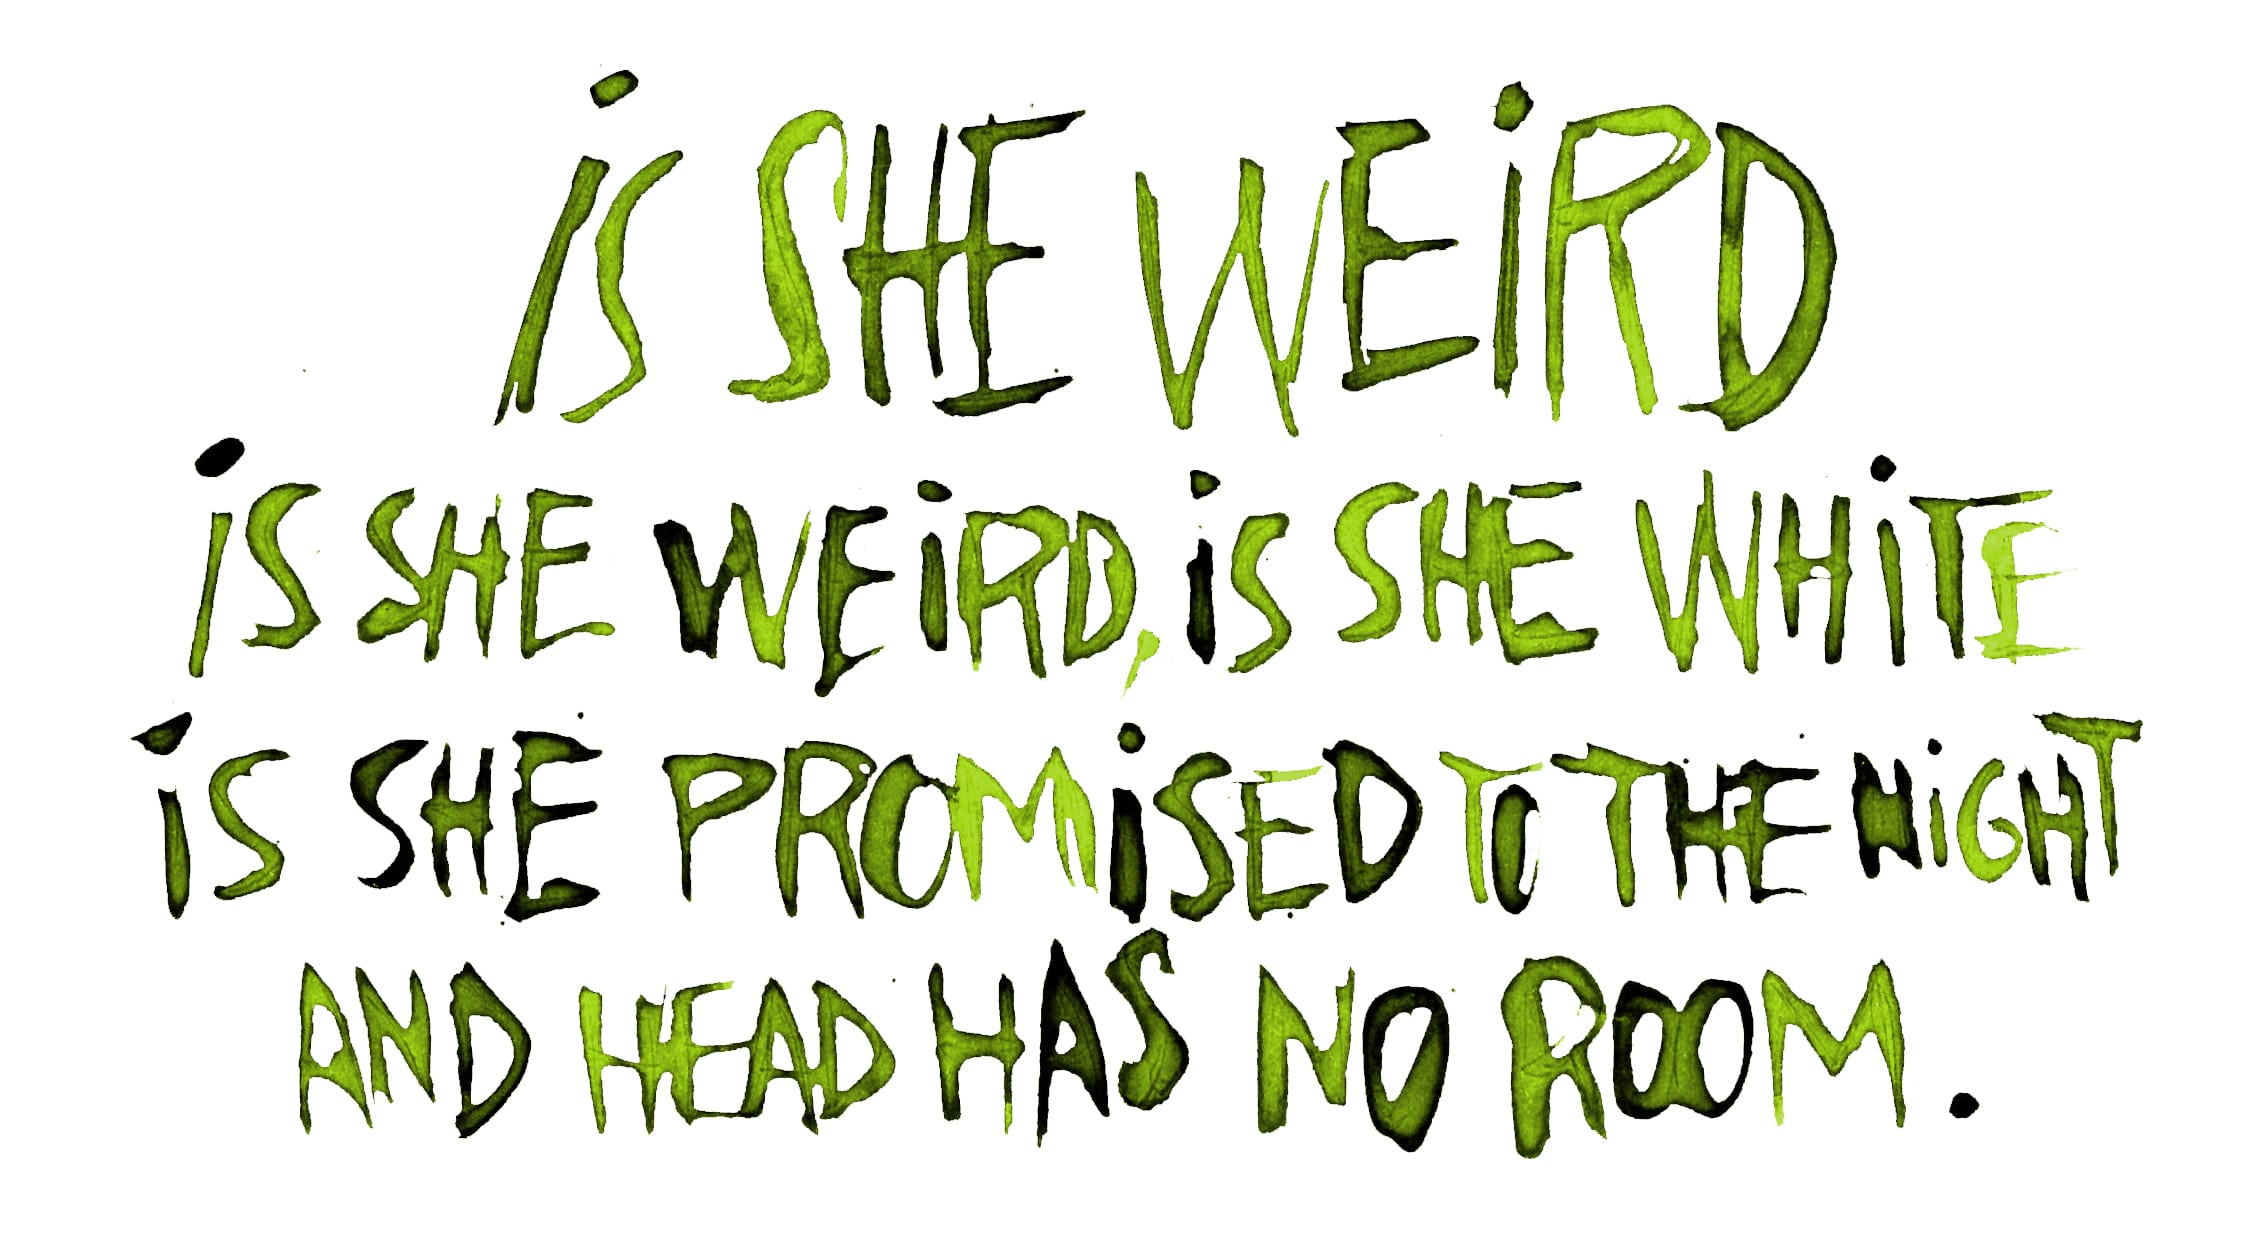 iS SHE WEiRD
iS SHE WEiRD, iS SHE WHiTE
iS SHE PROMiSED TO THE NiGHT
AND HEAD HAS NO ROOM.